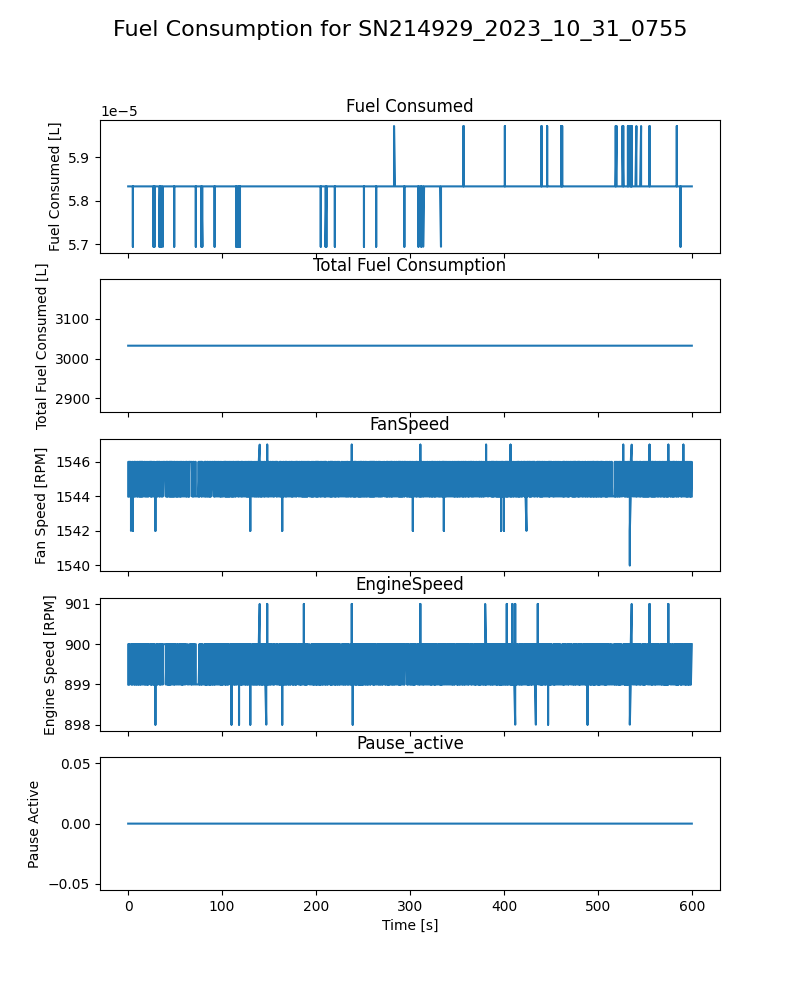 Fuel Consumption for SN214929_2023_10_31_0755
1e−5
Fuel Consumed
Fuel Consumed [L]
5.9
5.8
5.7
Total Fuel Consumption
Total Fuel Consumed [L]
3100
3000
2900
FanSpeed
Fan Speed [RPM]
1546
1544
1542
1540
EngineSpeed
Engine Speed [RPM]
901
900
899
898
Pause_active
Pause Active
0.05
0.00
−0.05
0 100 200 300 400 500 600
Time [s]